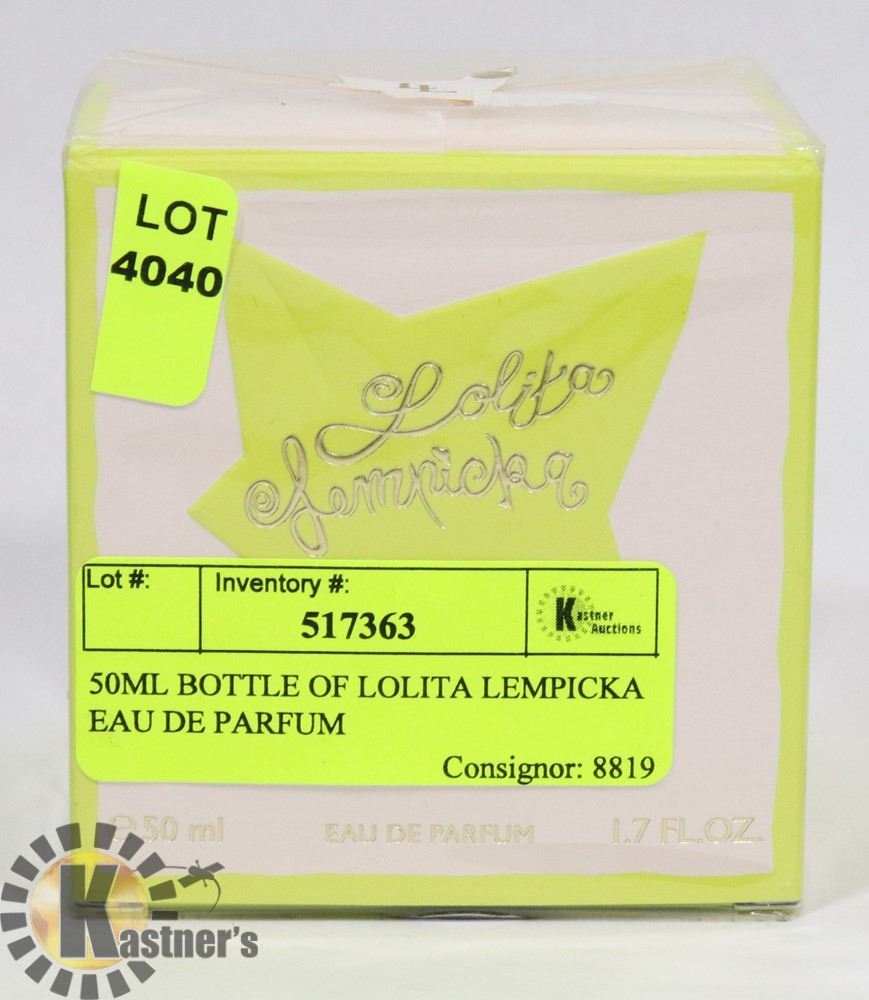 LOT
4040
Lolita
Lempicka
Lot #:
Inventory #:
517363
Kastner
Auctions
50ML BOTTLE OF LOLITA LEMPICKA
EAU DE PARFUM
Consignor: 8819
℮ 50 ml
EAU DE PARFUM
1.7 FL.OZ.
Kastner's